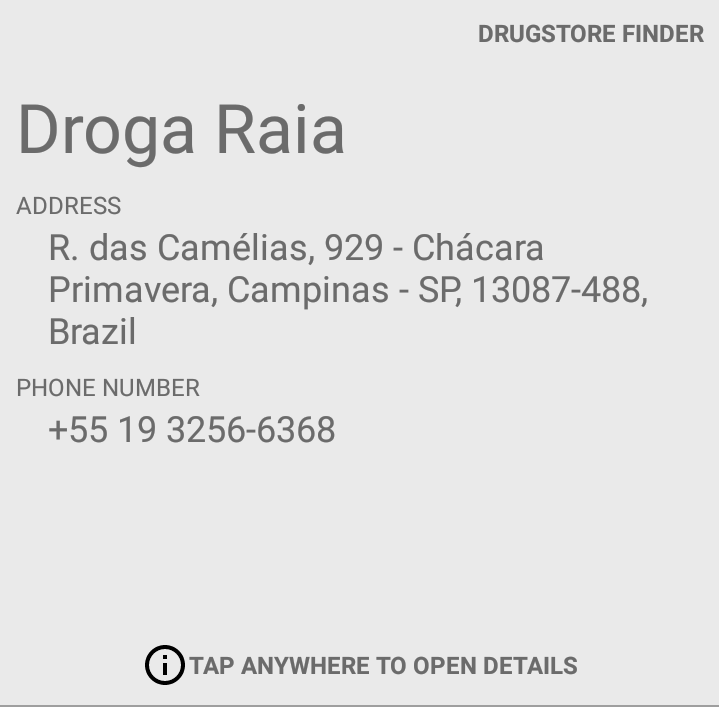 DRUGSTORE FINDER
Droga Raia
ADDRESS
R. das Camélias, 929 - Chácara
Primavera, Campinas - SP, 13087-488,
Brazil
PHONE NUMBER
+55 19 3256-6368
TAP ANYWHERE TO OPEN DETAILS